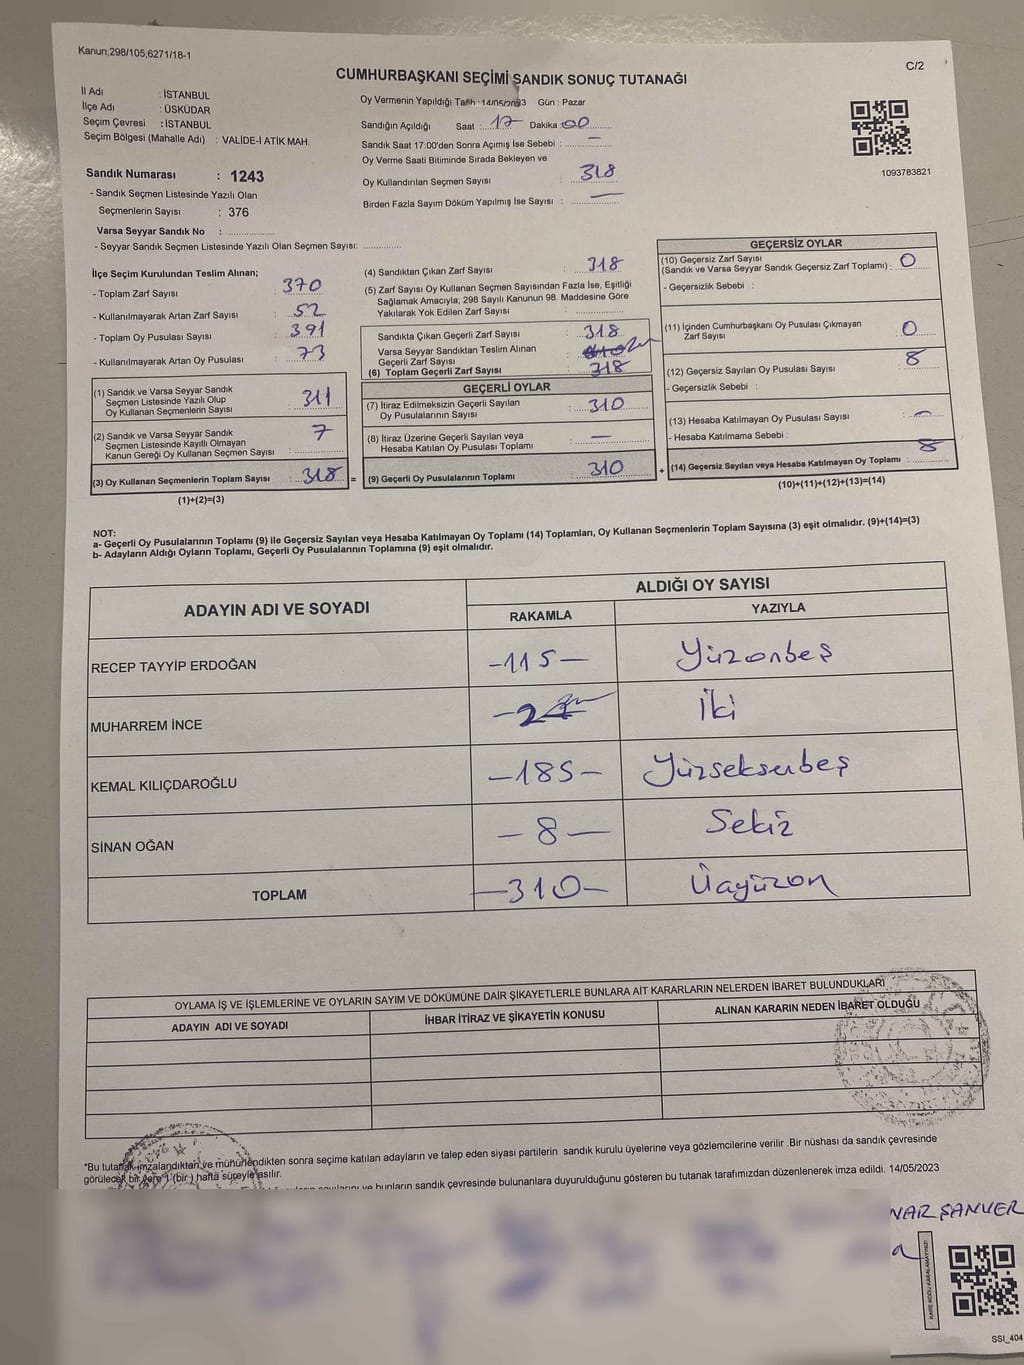 Kanun;298/105,6271/18-1
C/2
CUMHURBAŞKANI SEÇİMİ SANDIK SONUÇ TUTANAĞI
İl Adı : İSTANBUL
İlçe Adı : ÜSKÜDAR
Seçim Çevresi : İSTANBUL
Seçim Bölgesi (Mahalle Adı) : VALİDE-İ ATİK MAH.
Sandık Numarası : 1243
- Sandık Seçmen Listesinde Yazılı Olan
Seçmenlerin Sayısı : 376
Varsa Seyyar Sandık No :
- Seyyar Sandık Seçmen Listesinde Yazılı Olan Seçmen Sayısı:
Oy Vermenin Yapıldığı Tarih :14/05/2023 Gün : Pazar
Sandığın Açıldığı Saat : 17 Dakika : 00
Sandık Saat 17.00'den Sonra Açımış İse Sebebi : —
Oy Verme Saati Bitiminde Sırada Bekleyen ve
Oy Kullandırılan Seçmen Sayısı : 318
Birden Fazla Sayım Döküm Yapılmış İse Sayısı : —
1093783821
İlçe Seçim Kurulundan Teslim Alınan;
- Toplam Zarf Sayısı : 370
- Kullanılmayarak Artan Zarf Sayısı : 52
- Toplam Oy Pusulası Sayısı : 391
- Kullanılmayarak Artan Oy Pusulası : 73
(1) Sandık ve Varsa Seyyar Sandık
Seçmen Listesinde Yazılı Olup
Oy Kullanan Seçmenlerin Sayısı : 311
(2) Sandık ve Varsa Seyyar Sandık
Seçmen Listesinde Kayıtlı Olmayan
Kanun Gereği Oy Kullanan Seçmen Sayısı : 7
(3) Oy Kullanan Seçmenlerin Toplam Sayısı : 318 =
(1)+(2)=(3)
(4) Sandıktan Çıkan Zarf Sayısı : 318
(5) Zarf Sayısı Oy Kullanan Seçmen Sayısından Fazla İse, Eşitliği
Sağlamak Amacıyla; 298 Sayılı Kanunun 98. Maddesine Göre
Yakılarak Yok Edilen Zarf Sayısı :
Sandıkta Çıkan Geçerli Zarf Sayısı : 318
Varsa Seyyar Sandıktan Teslim Alınan
Geçerli Zarf Sayısı :
(6) Toplam Geçerli Zarf Sayısı : 318
GEÇERLİ OYLAR
(7) İtiraz Edilmeksizin Geçerli Sayılan
Oy Pusulalarının Sayısı : 310
(8) İtiraz Üzerine Geçerli Sayılan veya
Hesaba Katılan Oy Pusulası Toplamı : —
(9) Geçerli Oy Pusulalarının Toplamı : 310 +
GEÇERSİZ OYLAR
(10) Geçersiz Zarf Sayısı
(Sandık ve Varsa Seyyar Sandık Geçersiz Zarf Toplamı) : 0
- Geçersizlik Sebebi :
(11) İçinden Cumhurbaşkanı Oy Pusulası Çıkmayan
Zarf Sayısı : 0
(12) Geçersiz Sayılan Oy Pusulası Sayısı : 8
- Geçersizlik Sebebi :
(13) Hesaba Katılmayan Oy Pusulası Sayısı : —
- Hesaba Katılmama Sebebi :
(14) Geçersiz Sayılan veya Hesaba Katılmayan Oy Toplamı : 8
(10)+(11)+(12)+(13)=(14)
NOT:
a- Geçerli Oy Pusulalarının Toplamı (9) ile Geçersiz Sayılan veya Hesaba Katılmayan Oy Toplamı (14) Toplamları, Oy Kullanan Seçmenlerin Toplam Sayısına (3) eşit olmalıdır. (9)+(14)=(3)
b- Adayların Aldığı Oyların Toplamı, Geçerli Oy Pusulalarının Toplamına (9) eşit olmalıdır.
ADAYIN ADI VE SOYADI ALDIĞI OY SAYISI
RAKAMLA YAZIYLA
RECEP TAYYİP ERDOĞAN -115- Yüzonbeş
MUHARREM İNCE -2 İki
KEMAL KILIÇDAROĞLU -185- Yüzseksenbeş
SİNAN OĞAN -8- Sekiz
TOPLAM -310- Üçyüzon
OYLAMA İŞ VE İŞLEMLERİNE VE OYLARIN SAYIM VE DÖKÜMÜNE DAİR ŞİKAYETLERLE BUNLARA AİT KARARLARIN NELERDEN İBARET BULUNDUKLARI
ADAYIN ADI VE SOYADI İHBAR İTİRAZ VE ŞİKAYETİN KONUSU ALINAN KARARIN NEDEN İBARET OLDUĞU
*Bu tutanak imzalandıktan ve mühürlendikten sonra seçime katılan adayların ve talep eden siyasi partilerin sandık kurulu üyelerine veya gözlemcilerine verilir .Bir nüshası da sandık çevresinde
görülecek bir yere 1 (bir ) hafta süreyle asılır.
ve bunların sandık çevresinde bulunanlara duyurulduğunu gösteren bu tutanak tarafımızdan düzenlenerek imza edildi. 14/05/2023
ŞANVER
KARE KODU KARALAMAYINIZ!
SSI_404